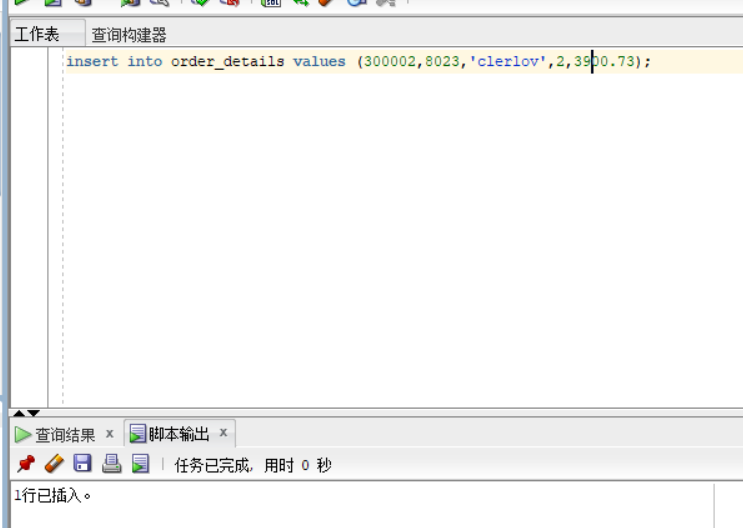 工作表 查询构建器
insert into order_details values (300002,8023,'clerlov',2,3900.73);
查询结果 x 脚本输出 x
任务已完成, 用时 0 秒
1行已插入。